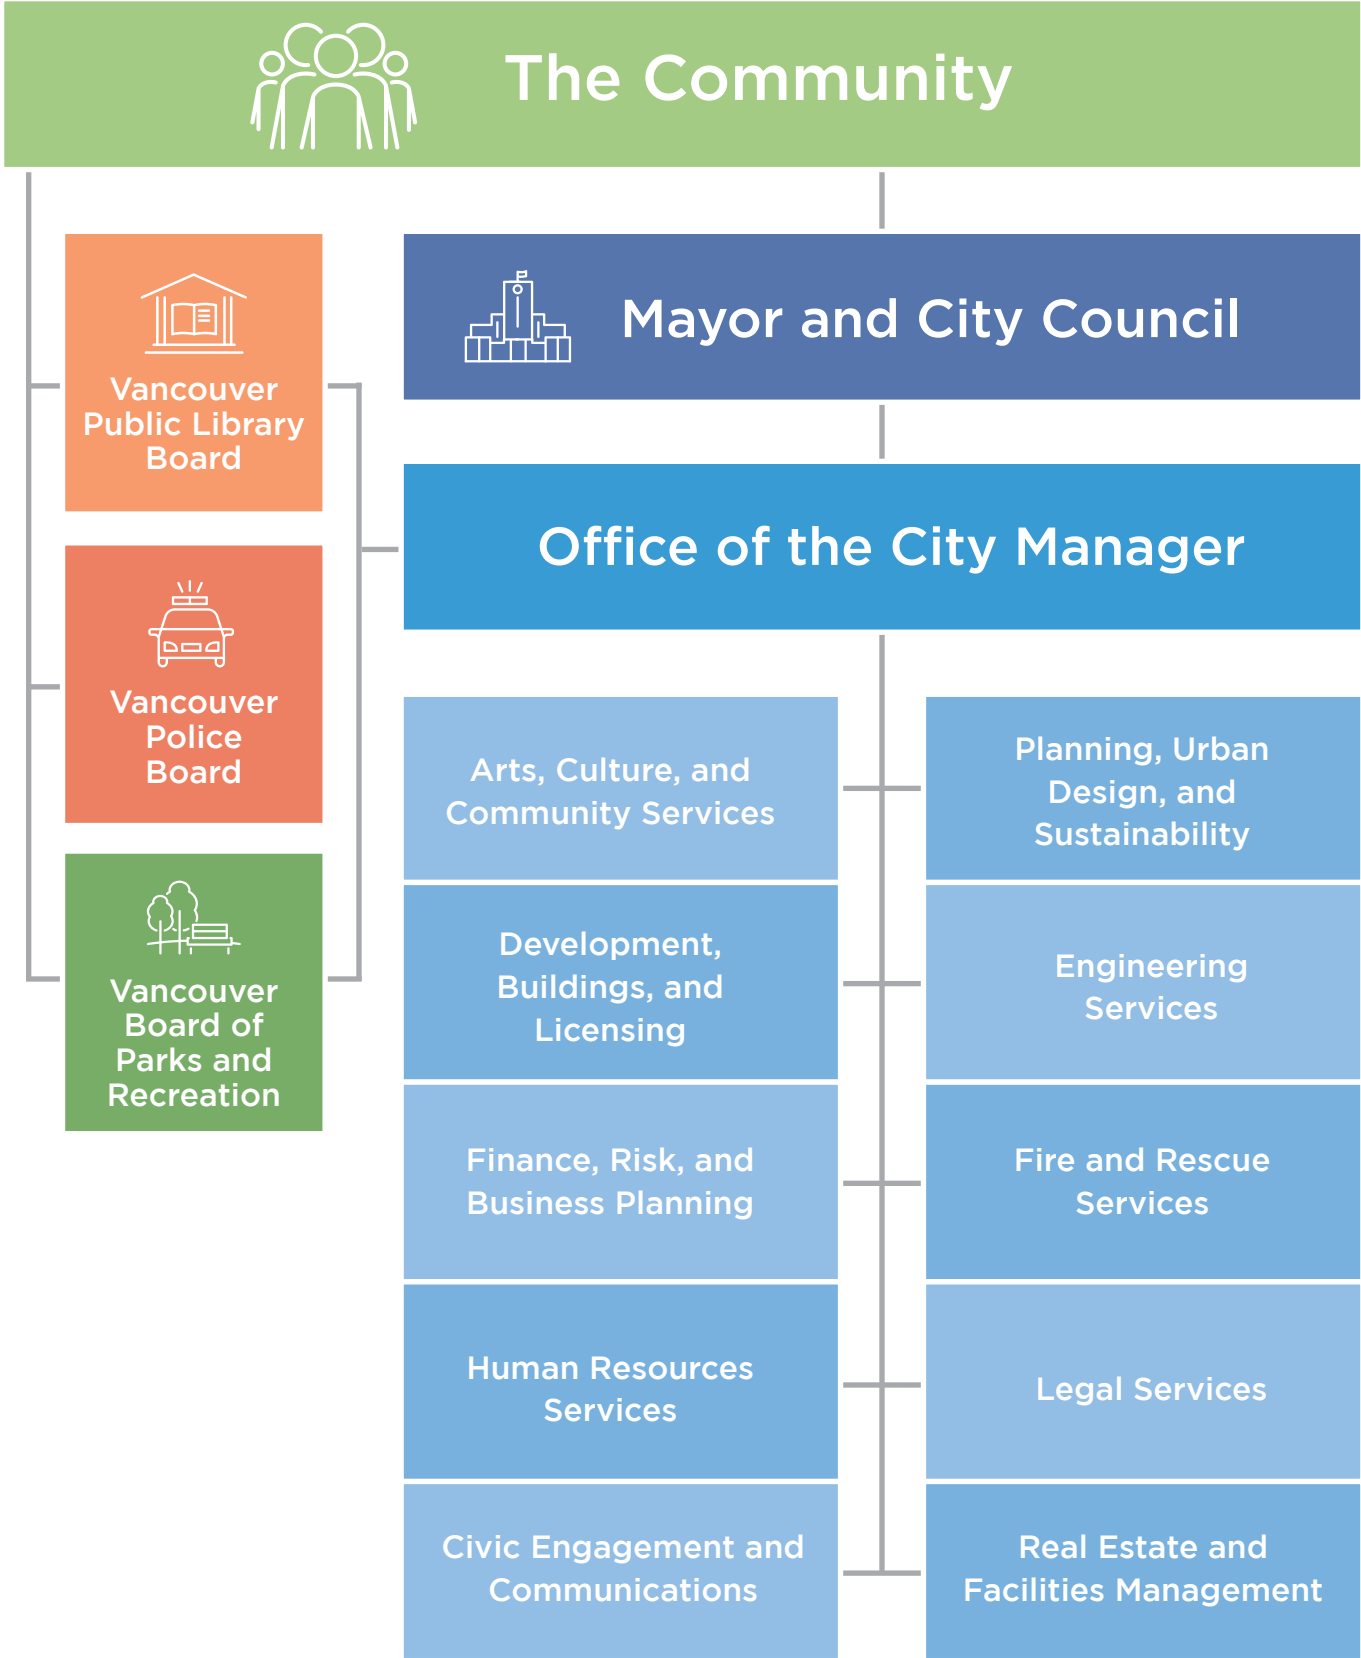 The Community
Mayor and City Council
Vancouver
Public Library
Board
Office of the City Manager
Vancouver
Police
Board
Vancouver
Board of
Parks and
Recreation
Arts, Culture, and
Community Services
Planning, Urban
Design, and
Sustainability
Development,
Buildings, and
Licensing
Engineering
Services
Finance, Risk, and
Business Planning
Fire and Rescue
Services
Human Resources
Services
Legal Services
Civic Engagement and
Communications
Real Estate and
Facilities Management